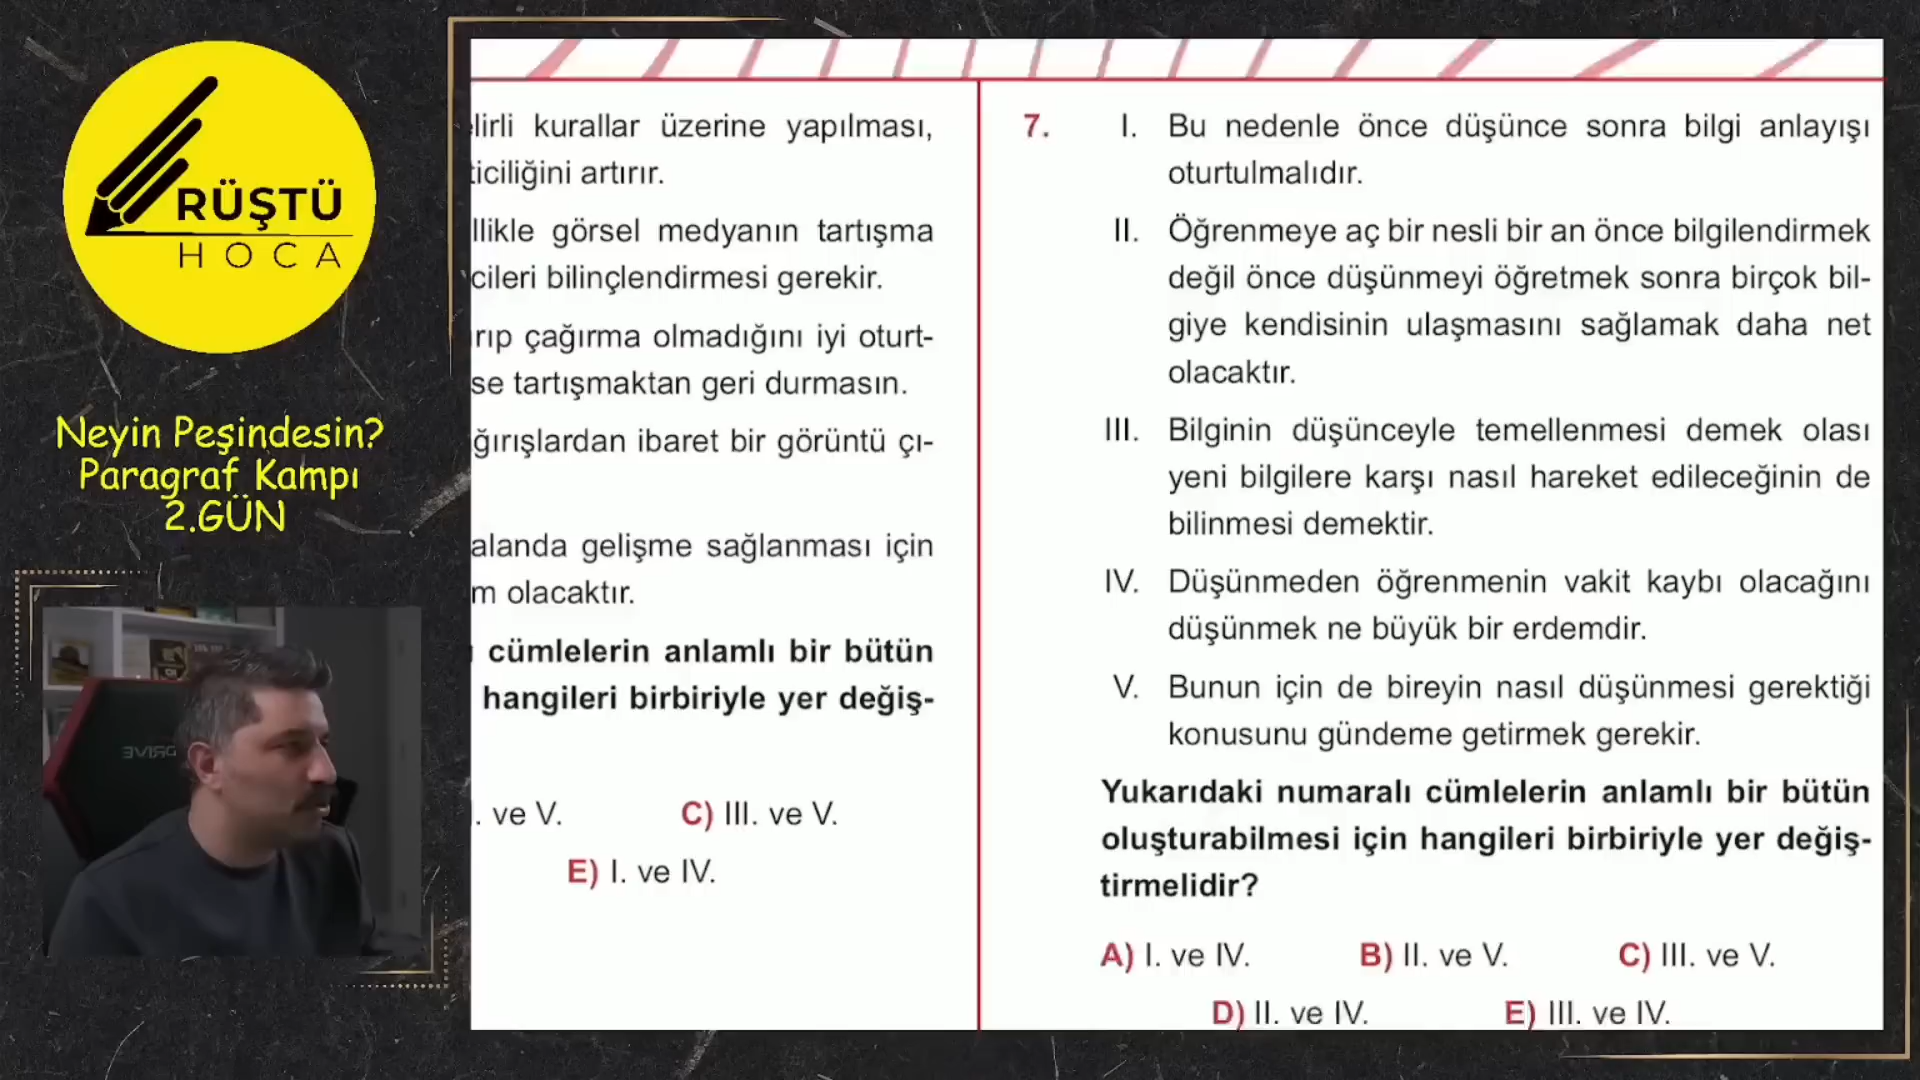 RÜŞTÜ
HOCA
Neyin Peşindesin?
Paragraf Kampı
2.GÜN
kurallar üzerine yapılması,
artırır.
görsel medyanın tartışma
bilinçlendirmesi gerekir.
çağırma olmadığını iyi oturt-
tartışmaktan geri durmasın.
ibaret bir görüntü çı-
alanda gelişme sağlanması için
olacaktır.
cümlelerin anlamlı bir bütün
hangileri birbiriyle yer değiş-
ve V. C) III. ve V.
E) I. ve IV.
7. I. Bu nedenle önce düşünce sonra bilgi anlayışı
oturtulmalıdır.
II. Öğrenmeye aç bir nesli bir an önce bilgilendirmek
değil önce düşünmeyi öğretmek sonra birçok bil-
giye kendisinin ulaşmasını sağlamak daha net
olacaktır.
III. Bilginin düşünceyle temellenmesi demek olası
yeni bilgilere karşı nasıl hareket edileceğinin de
bilinmesi demektir.
IV. Düşünmeden öğrenmenin vakit kaybı olacağını
düşünmek ne büyük bir erdemdir.
V. Bunun için de bireyin nasıl düşünmesi gerektiği
konusunu gündeme getirmek gerekir.
Yukarıdaki numaralı cümlelerin anlamlı bir bütün
oluşturabilmesi için hangileri birbiriyle yer değiş-
tirmelidir?
A) I. ve IV. B) II. ve V. C) III. ve V.
D) II. ve IV. E) III. ve IV.